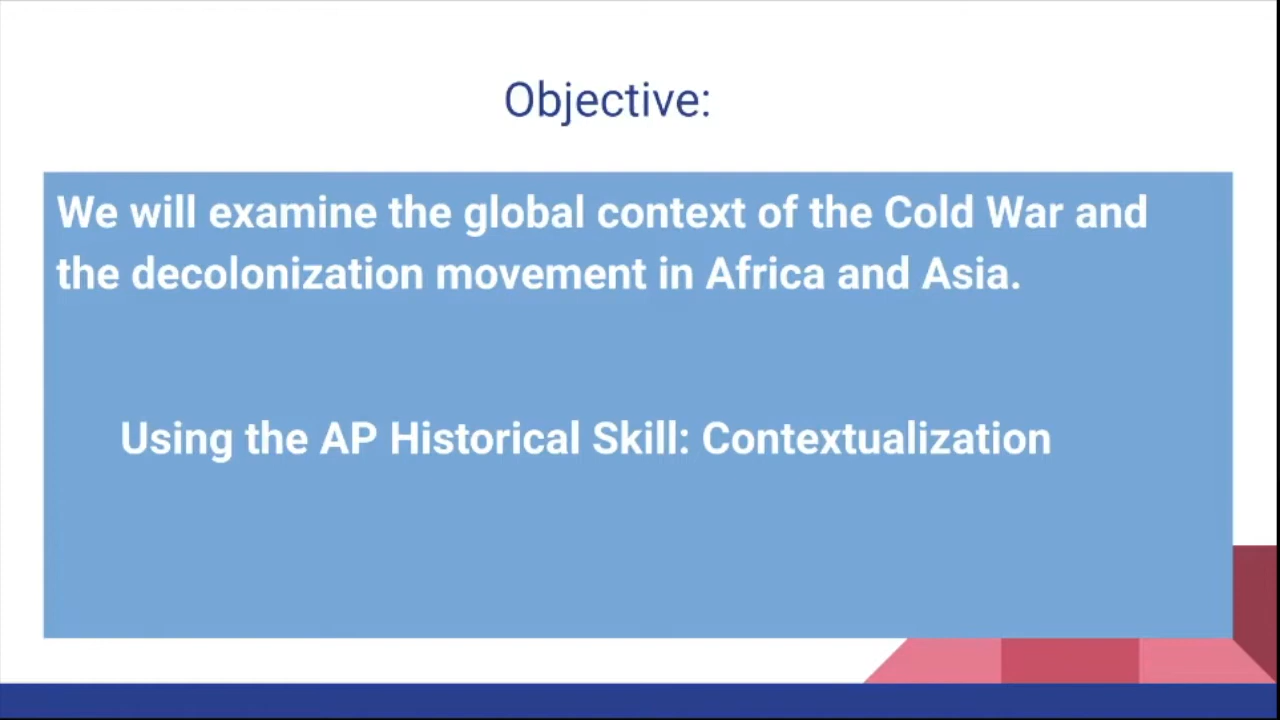 Objective:
We will examine the global context of the Cold War and
the decolonization movement in Africa and Asia.
Using the AP Historical Skill: Contextualization